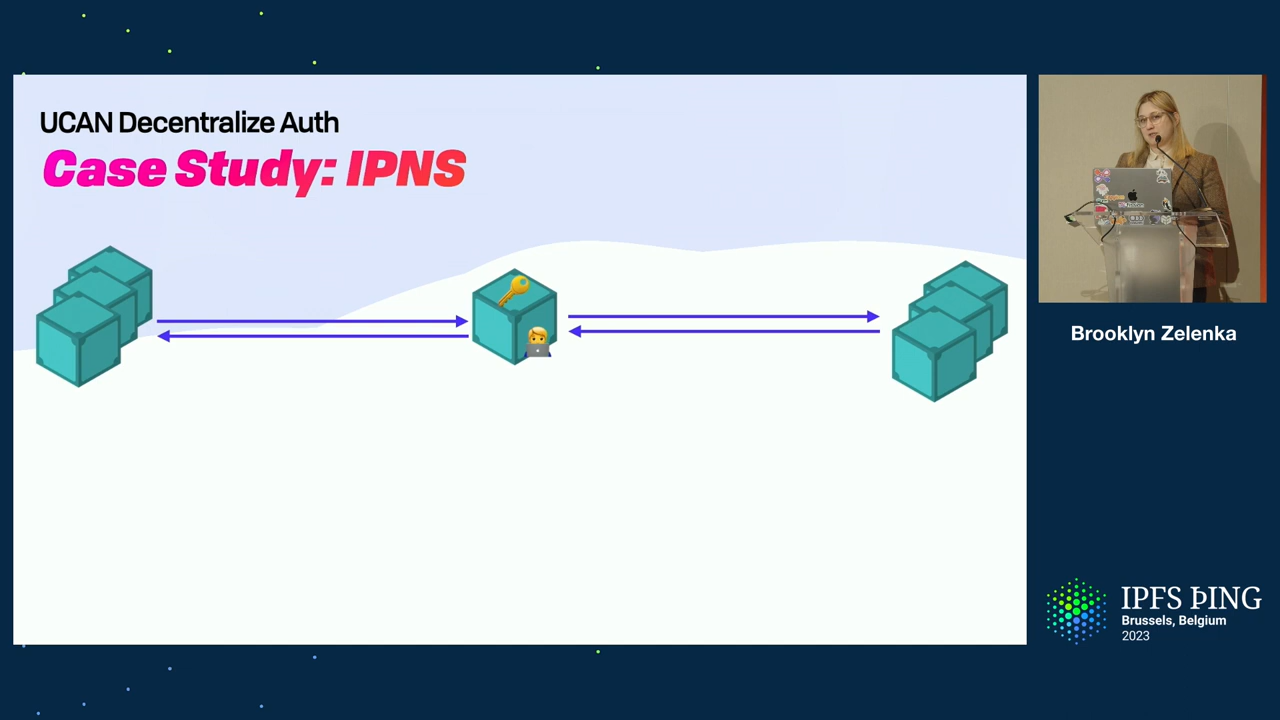 UCAN Decentralize Auth
Case Study: IPNS
Brooklyn Zelenka
IPFS ÞING
Brussels, Belgium
2023